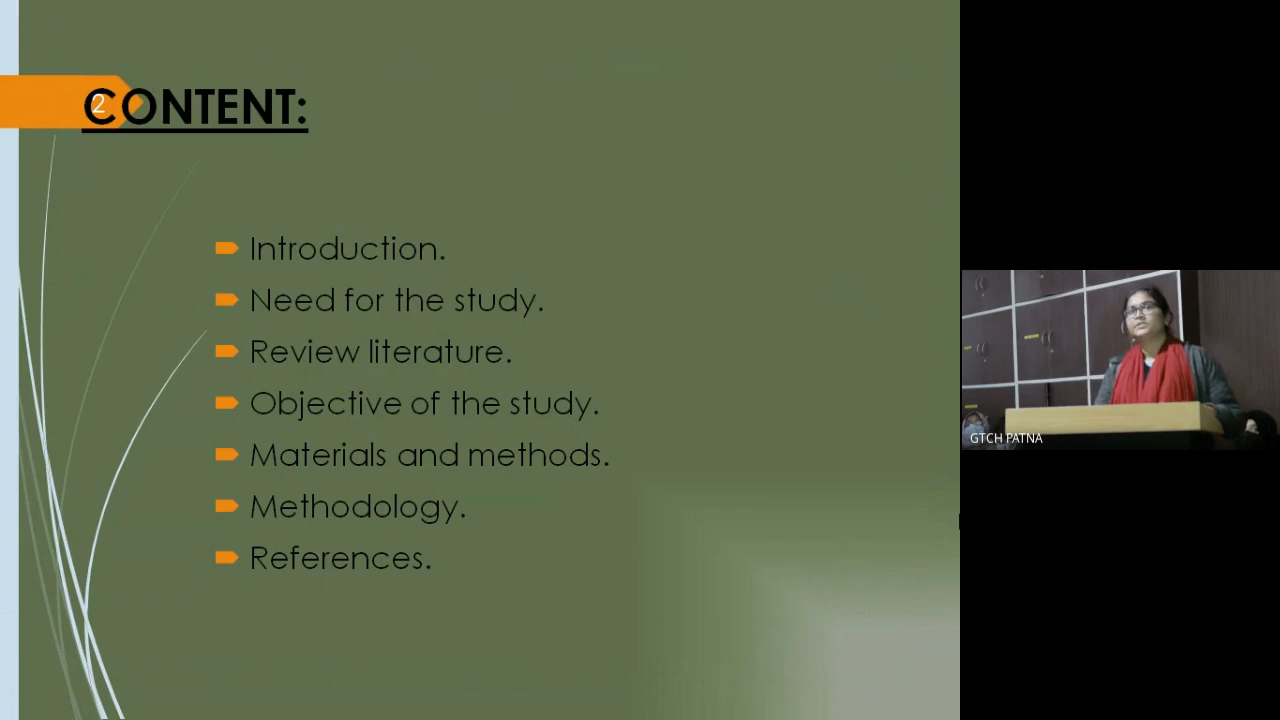 2
CONTENT:
Introduction.
Need for the study.
Review literature.
Objective of the study.
Materials and methods.
Methodology.
References.
GTCH PATNA